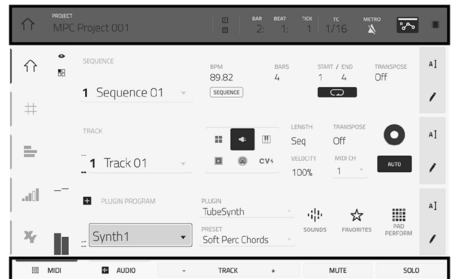 PROJECT
MPC Project 001
BAR BEAT TICK TC METRO
2: 1: 1 1/16
SEQUENCE
1 Sequence 01
BPM BARS START / END TRANSPOSE
89.82 4 1 4 Off
SEQUENCE
TRACK
1 Track 01
CV
LENGTH TRANSPOSE
Seq Off
VELOCITY MIDI CH
100% 1
AUTO
PLUGIN PROGRAM
Synth1
PLUGIN
TubeSynth
PRESET
Soft Perc Chords
SOUNDS FAVORITES PAD PERFORM
MIDI AUDIO - TRACK + MUTE SOLO